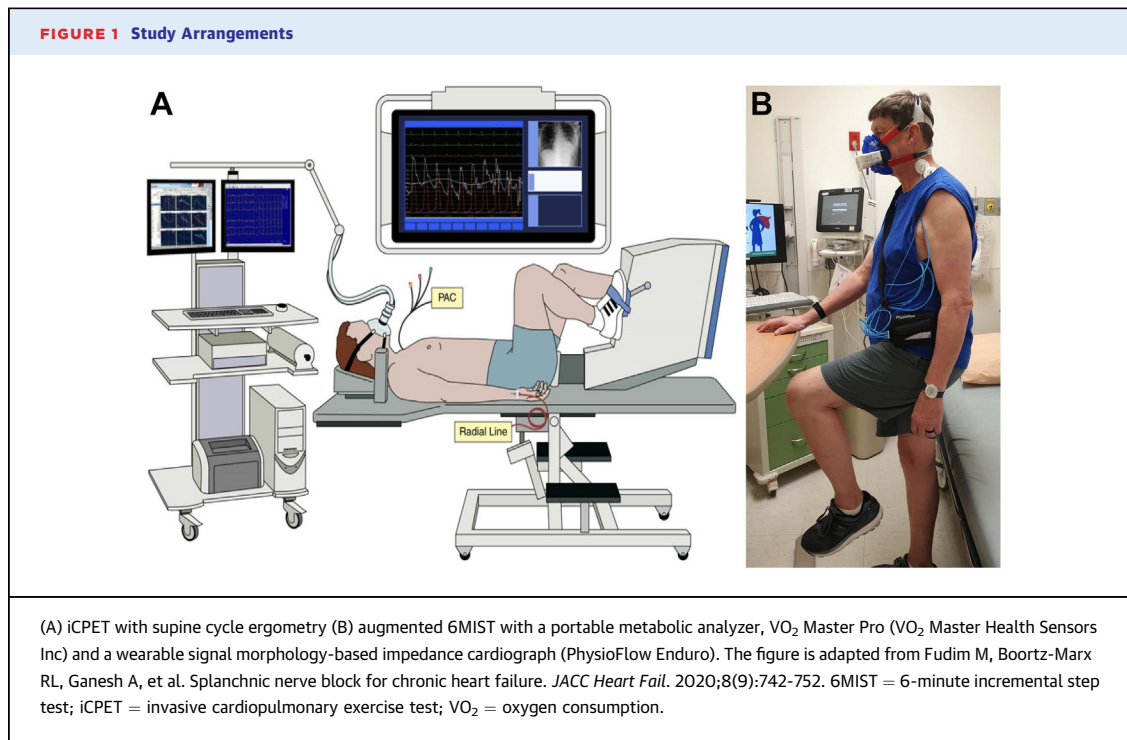 FIGURE 1 Study Arrangements
A
B
PAC
Radial Line
PhysioFlow
(A) iCPET with supine cycle ergometry (B) augmented 6MIST with a portable metabolic analyzer, VO₂ Master Pro (VO₂ Master Health Sensors
Inc) and a wearable signal morphology-based impedance cardiograph (PhysioFlow Enduro). The figure is adapted from Fudim M, Boortz-Marx
RL, Ganesh A, et al. Splanchnic nerve block for chronic heart failure. JACC Heart Fail. 2020;8(9):742-752. 6MIST = 6-minute incremental step
test; iCPET = invasive cardiopulmonary exercise test; VO₂ = oxygen consumption.